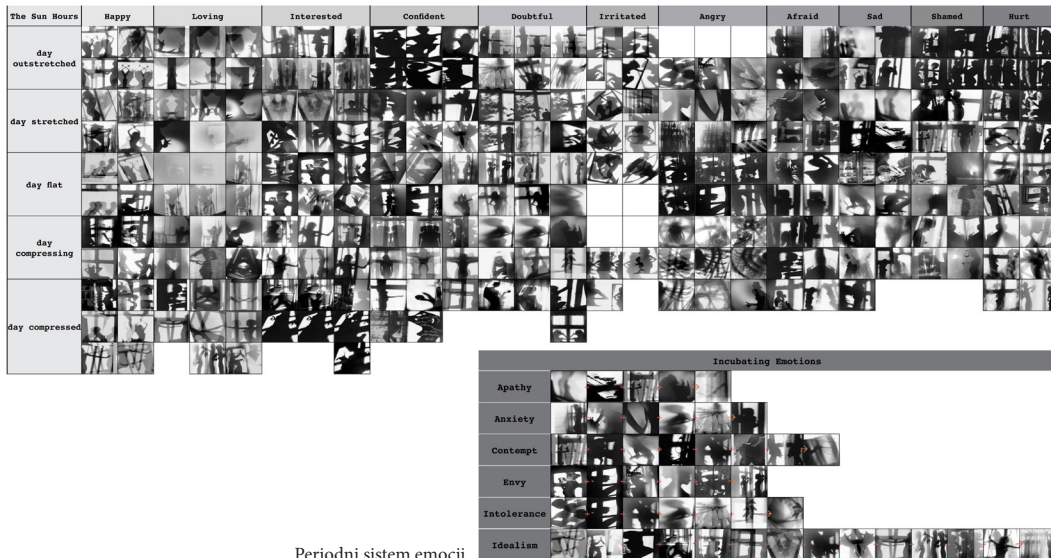 The Sun Hours Happy Loving Interested Confident Doubtful Irritated Angry Afraid Sad Shamed Hurt
day
outstretched
day stretched
day flat
day
compressing
day compressed
Incubating Emotions
Apathy
Anxiety
Contempt
Envy
Intolerance
Idealism
Periodni sistem emocij